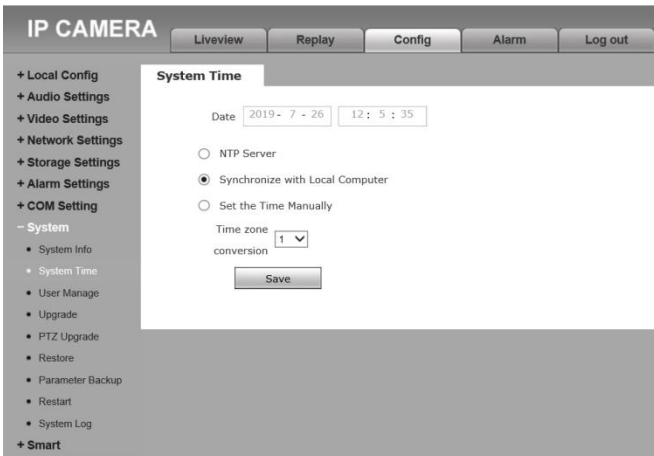 IP CAMERA
Liveview Replay Config Alarm Log out
+ Local Config
+ Audio Settings
+ Video Settings
+ Network Settings
+ Storage Settings
+ Alarm Settings
+ COM Setting
− System
• System Info
• System Time
• User Manage
• Upgrade
• PTZ Upgrade
• Restore
• Parameter Backup
• Restart
• System Log
+ Smart
System Time
Date 2019 - 7 - 26 12 : 5 : 35
NTP Server
Synchronize with Local Computer
Set the Time Manually
Time zone
conversion 1
Save